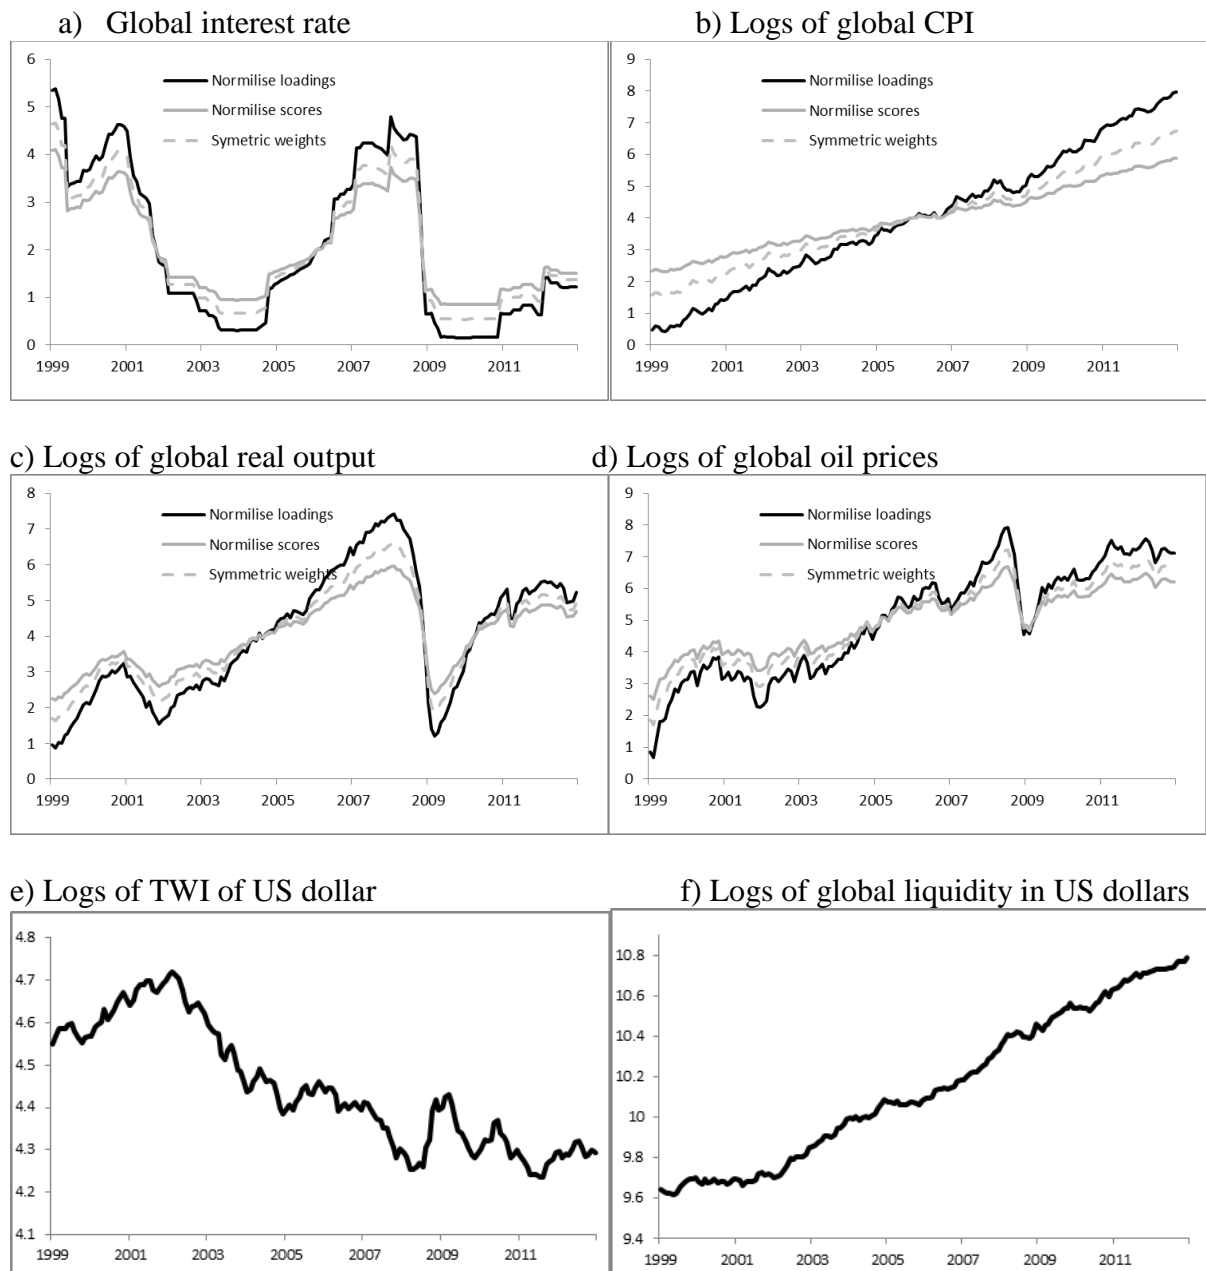 a) Global interest rate
6
5
4
3
2
1
0
1999 2001 2003 2005 2007 2009 2011
Normilise loadings
Normilise scores
Symetric weights
b) Logs of global CPI
9
8
7
6
5
4
3
2
1
0
1999 2001 2003 2005 2007 2009 2011
Normilise loadings
Normilise scores
Symetric weights
c) Logs of global real output
8
7
6
5
4
3
2
1
0
1999 2001 2003 2005 2007 2009 2011
Normilise loadings
Normilise scores
Symmetric weights
d) Logs of global oil prices
9
8
7
6
5
4
3
2
1
0
1999 2001 2003 2005 2007 2009 2011
Normilise loadings
Normilise scores
Symmetric weights
e) Logs of TWI of US dollar
4.8
4.7
4.6
4.5
4.4
4.3
4.2
4.1
1999 2001 2003 2005 2007 2009 2011
f) Logs of global liquidity in US dollars
10.8
10.6
10.4
10.2
10
9.8
9.6
9.4
1999 2001 2003 2005 2007 2009 2011